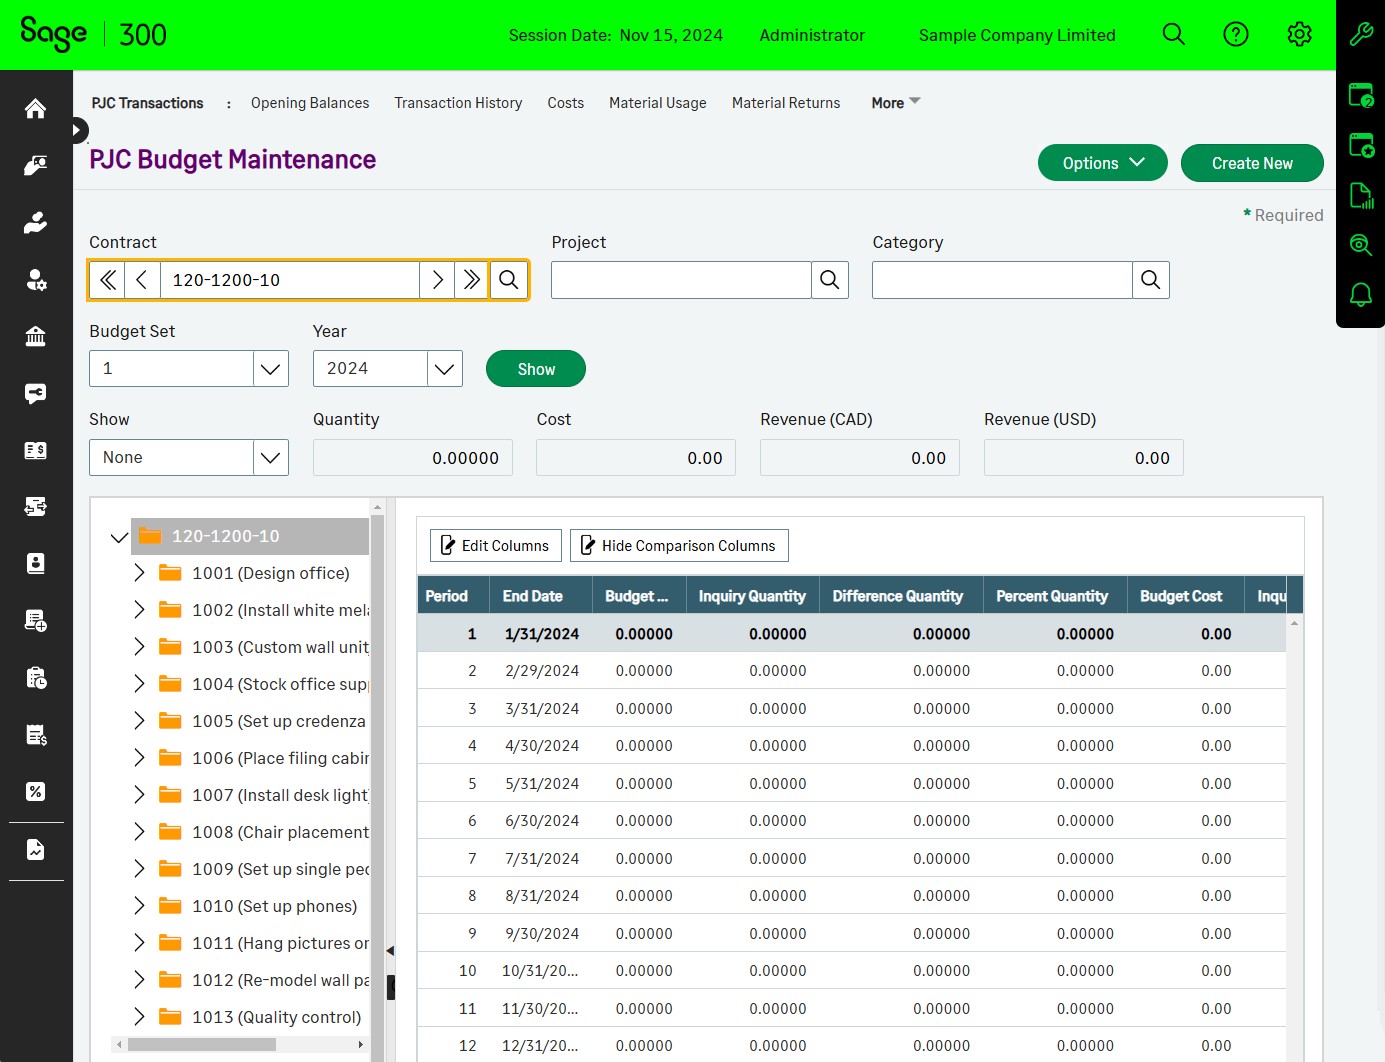 Sage 300
Session Date: Nov 15, 2024 Administrator Sample Company Limited
2
PJC Transactions : Opening Balances Transaction History Costs Material Usage Material Returns More
PJC Budget Maintenance
Options Create New
* Required
Contract Project Category
120-1200-10
Budget Set Year
1 2024 Show
Show Quantity Cost Revenue (CAD) Revenue (USD)
None 0.00000 0.00 0.00 0.00
120-1200-10
1001 (Design office)
1002 (Install white mela
1003 (Custom wall unit
1004 (Stock office supp
1005 (Set up credenza
1006 (Place filing cabin
1007 (Install desk light)
1008 (Chair placement
1009 (Set up single ped
1010 (Set up phones)
1011 (Hang pictures or
1012 (Re-model wall pa
1013 (Quality control)
Edit Columns Hide Comparison Columns
Period End Date Budget ... Inquiry Quantity Difference Quantity Percent Quantity Budget Cost Inqu
1 1/31/2024 0.00000 0.00000 0.00000 0.00000 0.00
2 2/29/2024 0.00000 0.00000 0.00000 0.00000 0.00
3 3/31/2024 0.00000 0.00000 0.00000 0.00000 0.00
4 4/30/2024 0.00000 0.00000 0.00000 0.00000 0.00
5 5/31/2024 0.00000 0.00000 0.00000 0.00000 0.00
6 6/30/2024 0.00000 0.00000 0.00000 0.00000 0.00
7 7/31/2024 0.00000 0.00000 0.00000 0.00000 0.00
8 8/31/2024 0.00000 0.00000 0.00000 0.00000 0.00
9 9/30/2024 0.00000 0.00000 0.00000 0.00000 0.00
10 10/31/20... 0.00000 0.00000 0.00000 0.00000 0.00
11 11/30/20... 0.00000 0.00000 0.00000 0.00000 0.00
12 12/31/20... 0.00000 0.00000 0.00000 0.00000 0.00